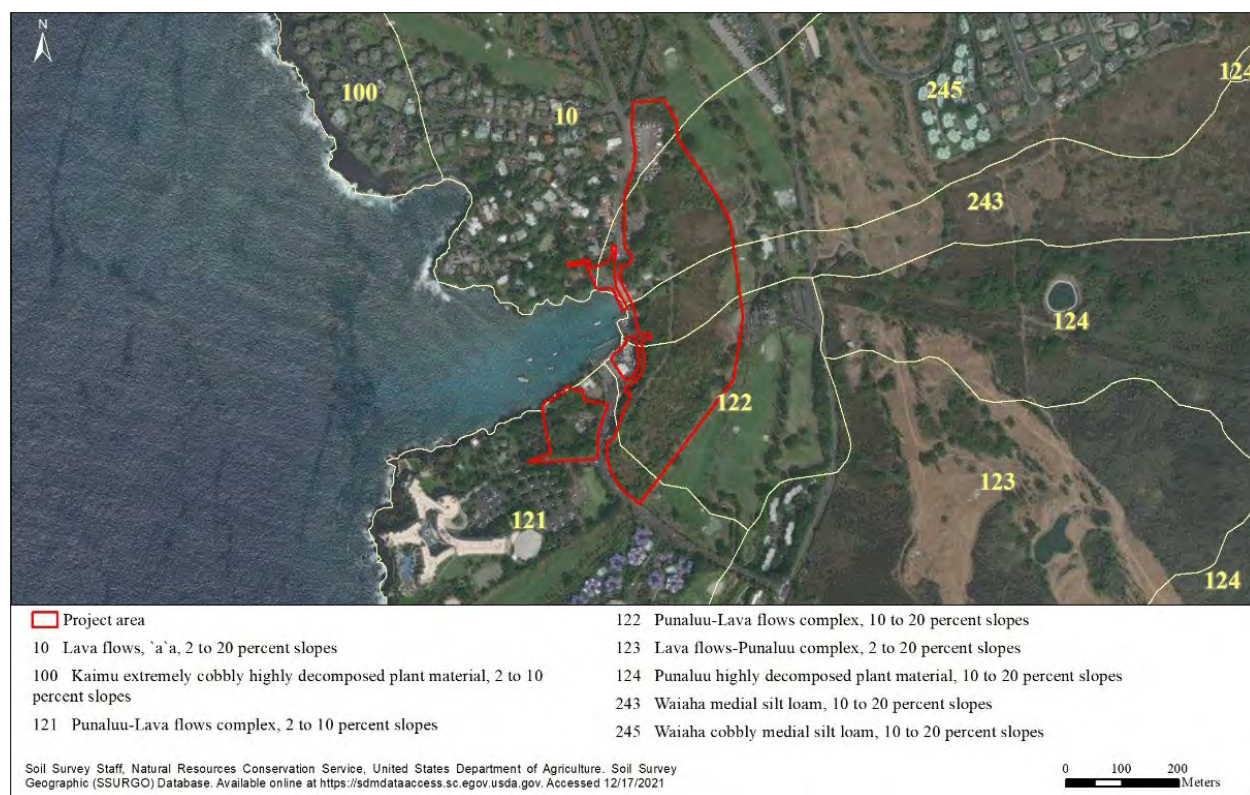 N
100
10
245
124
243
124
122
123
121
124
Project area
10 Lava flows, `a`a, 2 to 20 percent slopes
100 Kaimu extremely cobbly highly decomposed plant material, 2 to 10
percent slopes
121 Punaluu-Lava flows complex, 2 to 10 percent slopes
122 Punaluu-Lava flows complex, 10 to 20 percent slopes
123 Lava flows-Punaluu complex, 2 to 20 percent slopes
124 Punaluu highly decomposed plant material, 10 to 20 percent slopes
243 Waiaha medial silt loam, 10 to 20 percent slopes
245 Waiaha cobbly medial silt loam, 10 to 20 percent slopes
Soil Survey Staff, Natural Resources Conservation Service, United States Department of Agriculture. Soil Survey
Geographic (SSURGO) Database. Available online at https://sdmdataaccess.sc.egov.usda.gov. Accessed 12/17/2021
0 100 200
Meters